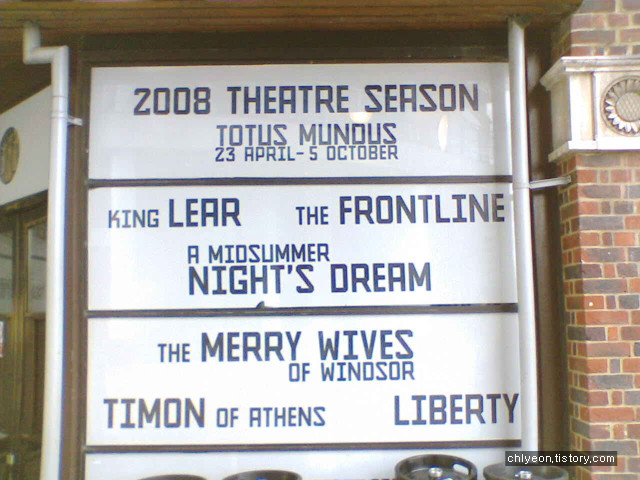 2008 THEATRE SEASON
TOTUS MUNDUS
23 APRIL- 5 OCTOBER
KING LEAR THE FRONTLINE
A MIDSUMMER
NIGHT'S DREAM
THE MERRY WIVES
OF WINDSOR
TIMON OF ATHENS LIBERTY
chlyeon.tistory.com